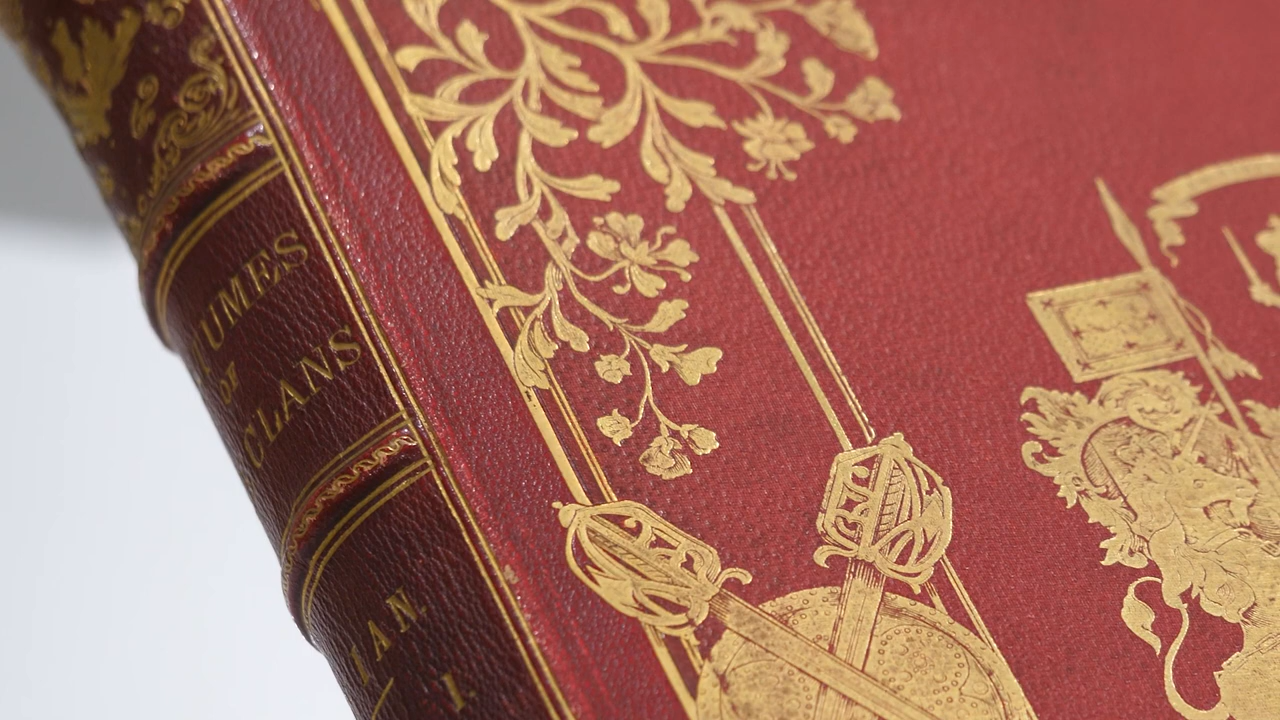 UMES
OF
CLANS
IAN.
I.